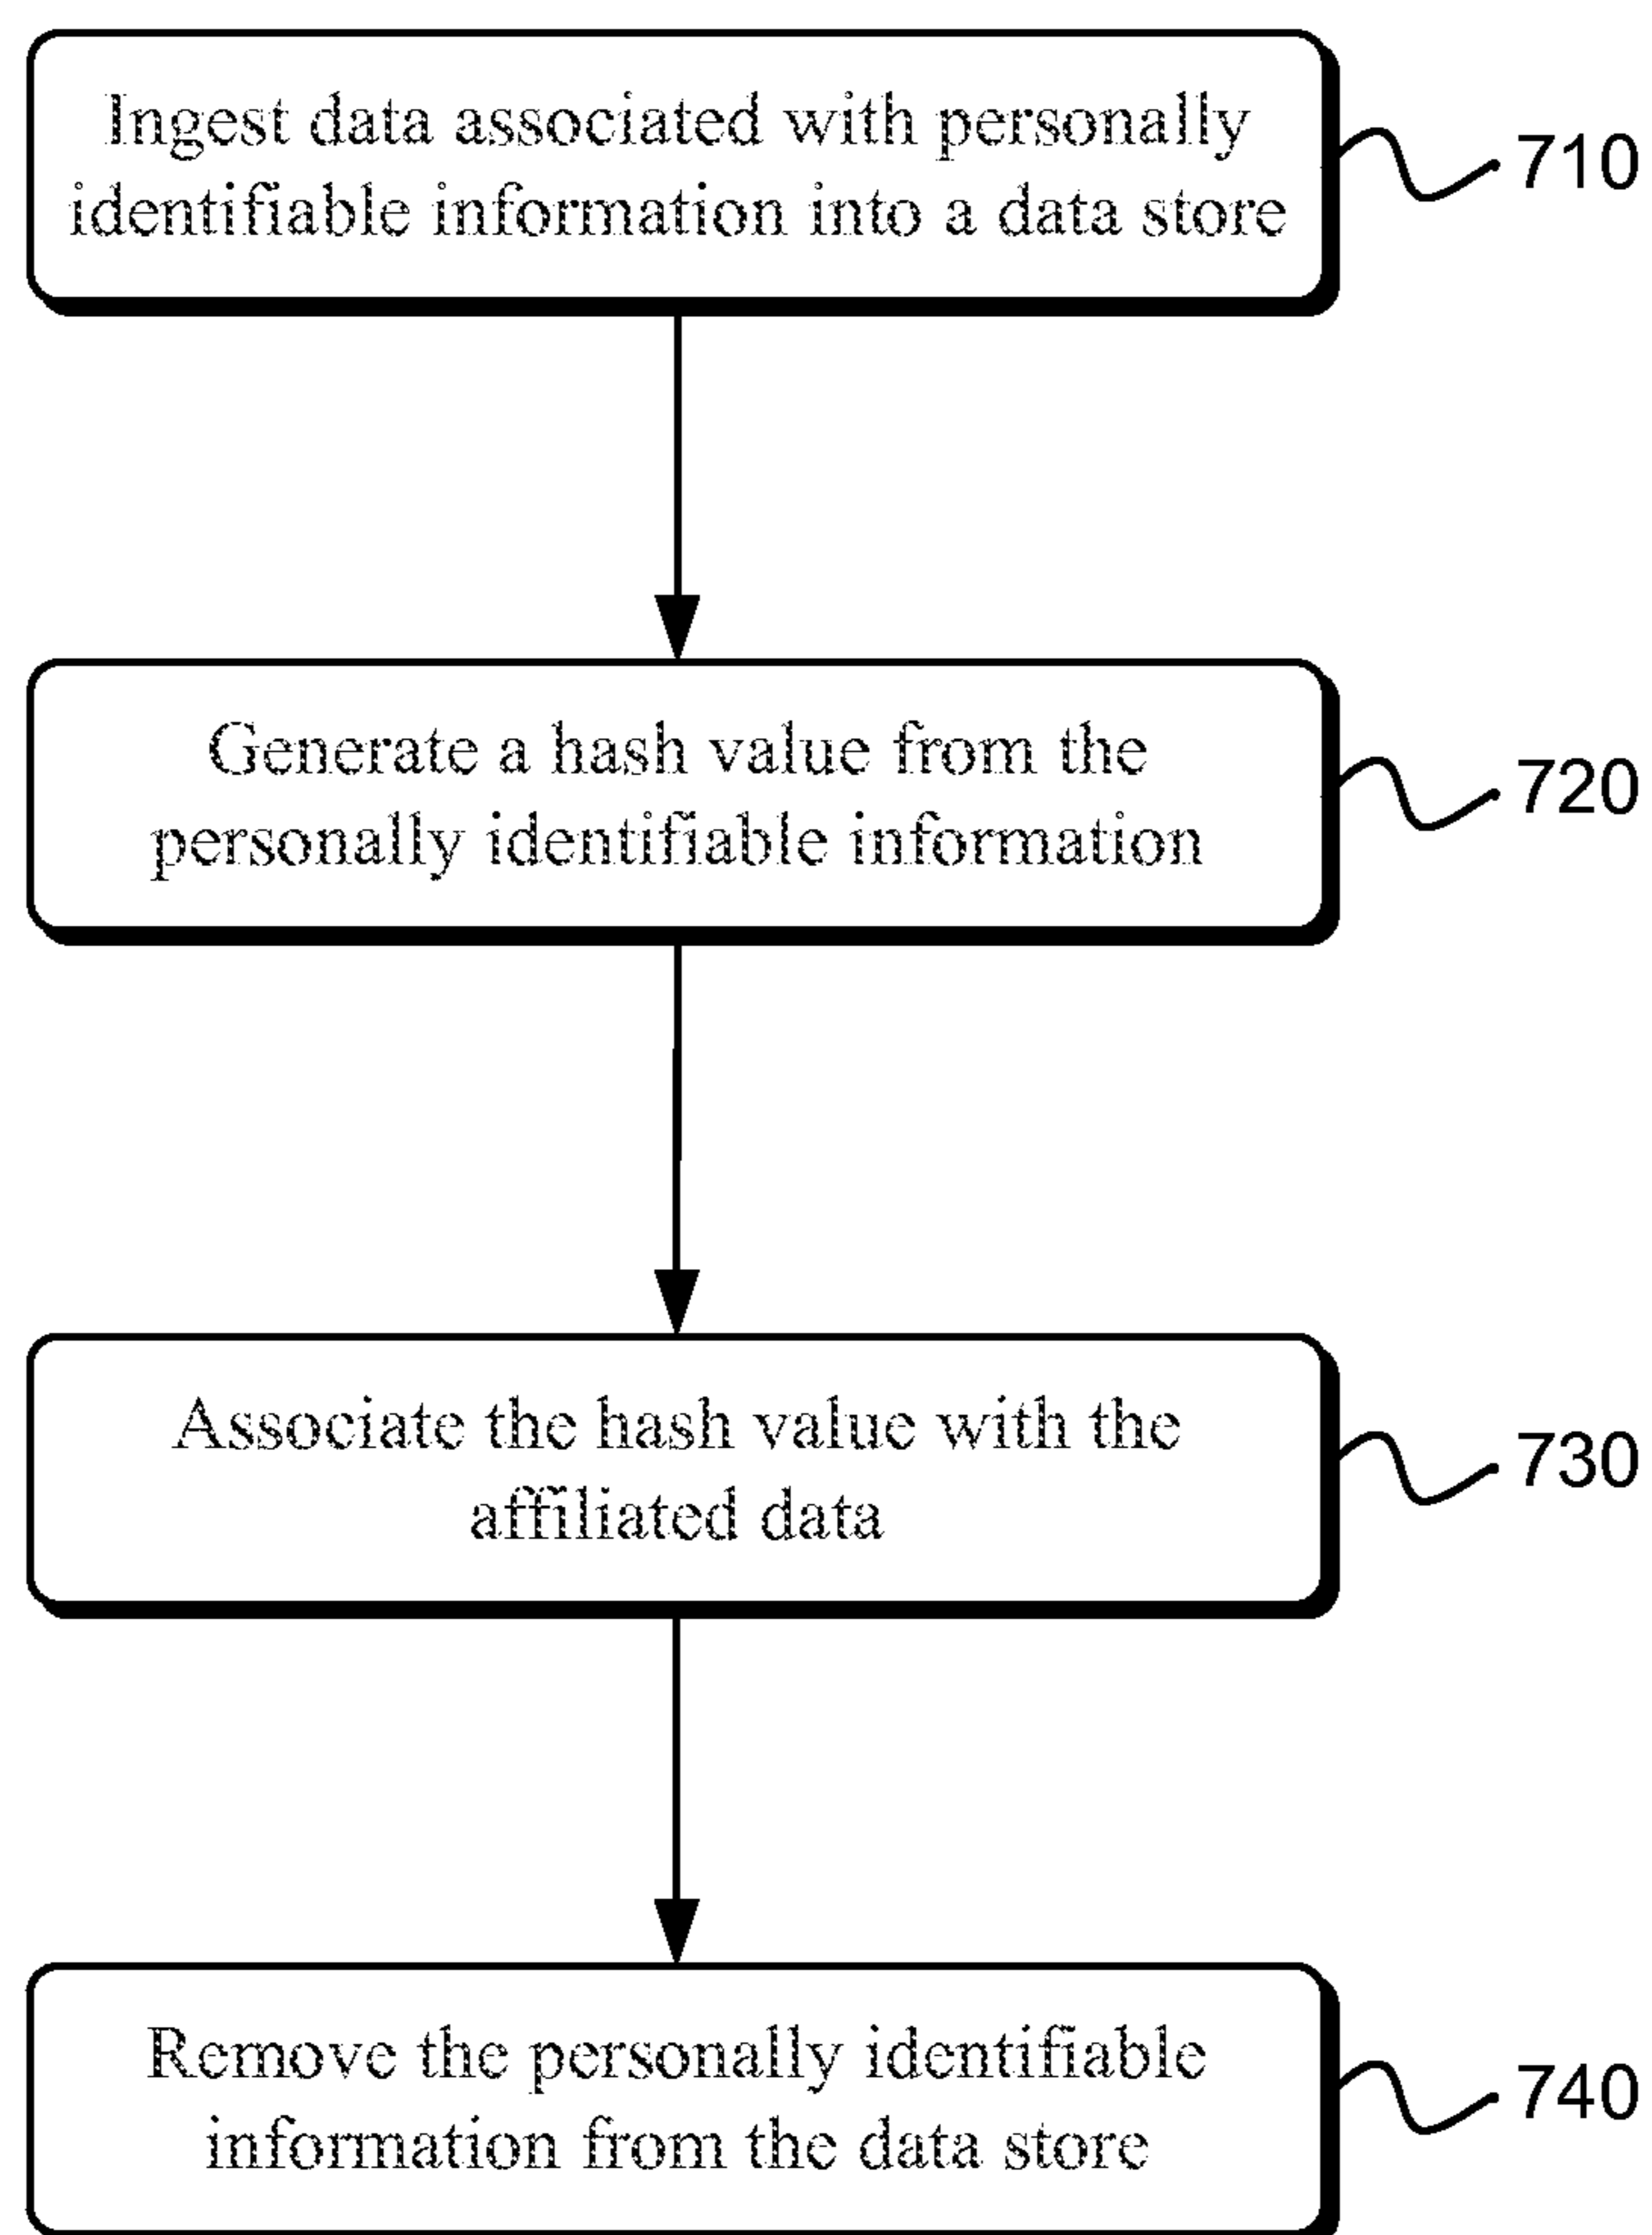 Ingest data associated with personally
identifiable information into a data store
710
Generate a hash value from the
personally identifiable information
720
Associate the hash value with the
affiliated data
730
Remove the personally identifiable
information from the data store
740